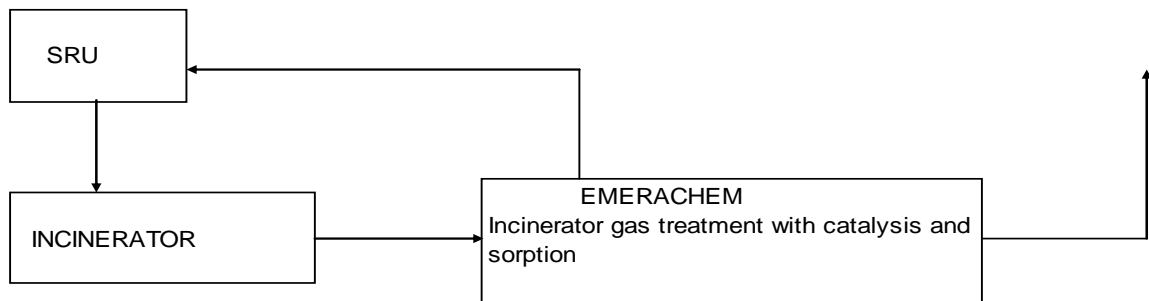 SRU
INCINERATOR
EMERACHEM
Incinerator gas treatment with catalysis and
sorption